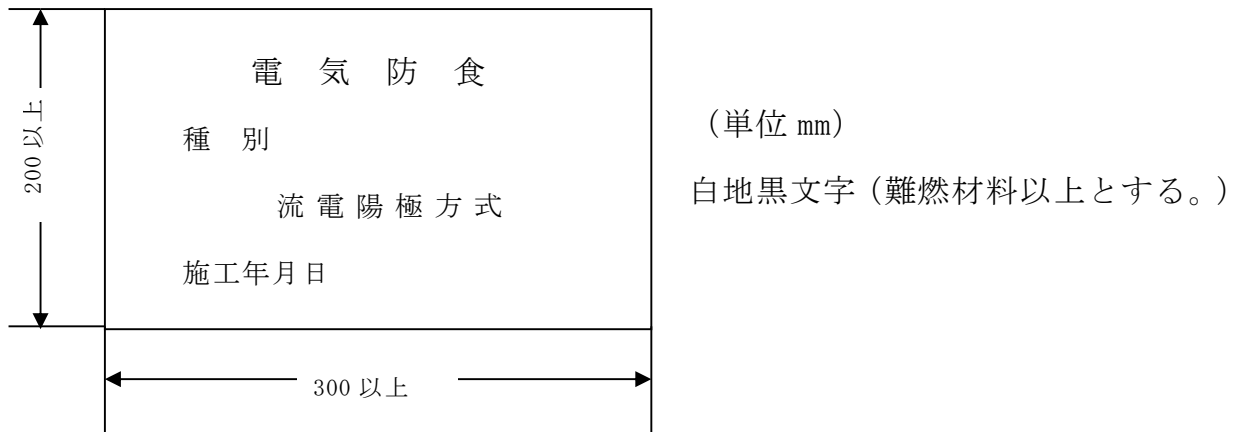 電 気 防 食
種 別
流 電 陽 極 方 式
施工年月日
200 以上
300 以上
（単位 ㎜）
白地黒文字（難燃材料以上とする。）